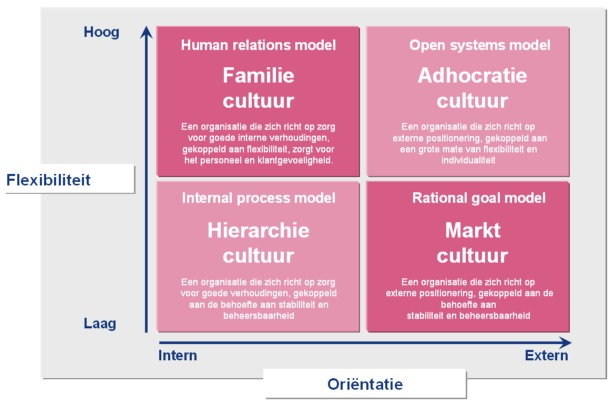 Hoog
Human relations model
Familie
cultuur
Een organisatie die zich richt op zorg
voor goede interne verhoudingen,
gekoppeld aan flexibiliteit, zorgt voor
het personeel en klantgevoeligheid.
Open systems model
Adhocratie
cultuur
Een organisatie die zich richt op
externe positionering, gekoppeld aan
een grote mate van flexibiliteit en
individualiteit
Flexibiliteit
Internal process model
Hierarchie
cultuur
Een organisatie die zich richt op zorg
voor goede verhoudingen, gekoppeld
aan de behoefte aan stabiliteit en
beheersbaarheid
Rational goal model
Markt
cultuur
Een organisatie die zich richt op
externe positionering, gekoppeld aan de
behoefte aan
stabiliteit en beheersbaarheid
Laag
Intern
Extern
Oriëntatie